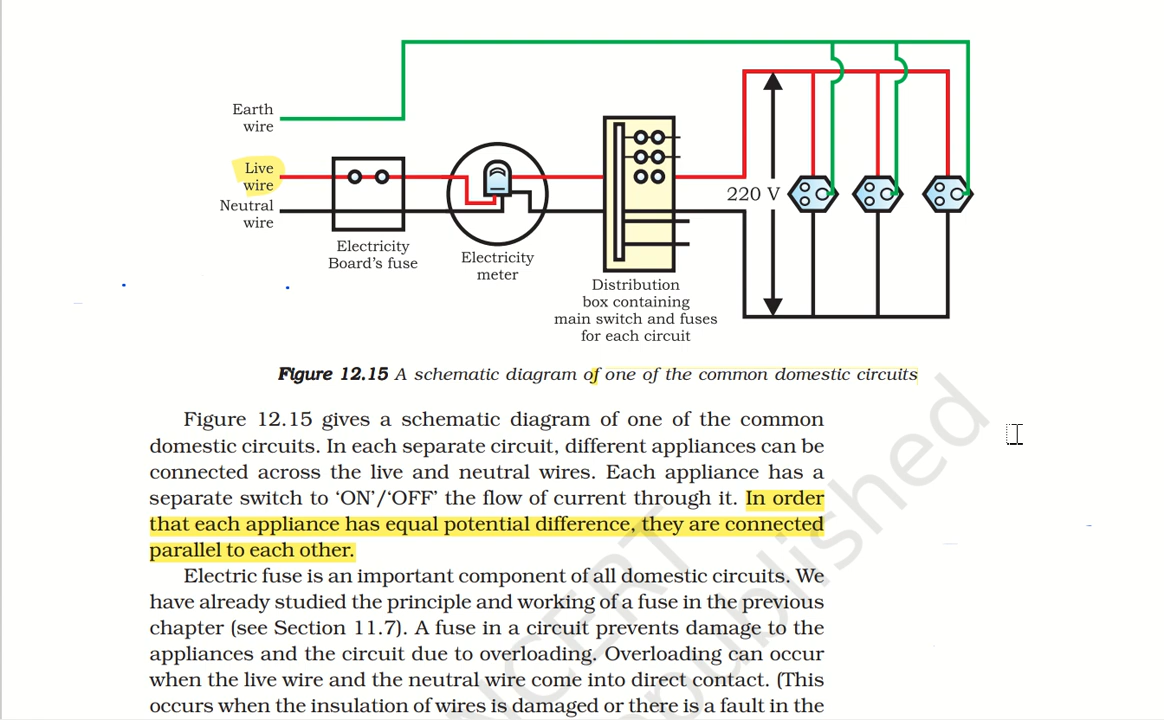 Earth
wire
Live
wire
Neutral
wire
Electricity
Board's fuse
Electricity
meter
Distribution
box containing
main switch and fuses
for each circuit
220 V
Figure 12.15 A schematic diagram of one of the common domestic circuits
Figure 12.15 gives a schematic diagram of one of the common
domestic circuits. In each separate circuit, different appliances can be
connected across the live and neutral wires. Each appliance has a
separate switch to ‘ON’/‘OFF’ the flow of current through it. In order
that each appliance has equal potential difference, they are connected
parallel to each other.
Electric fuse is an important component of all domestic circuits. We
have already studied the principle and working of a fuse in the previous
chapter (see Section 11.7). A fuse in a circuit prevents damage to the
appliances and the circuit due to overloading. Overloading can occur
when the live wire and the neutral wire come into direct contact. (This
occurs when the insulation of wires is damaged or there is a fault in the
NCERT
published